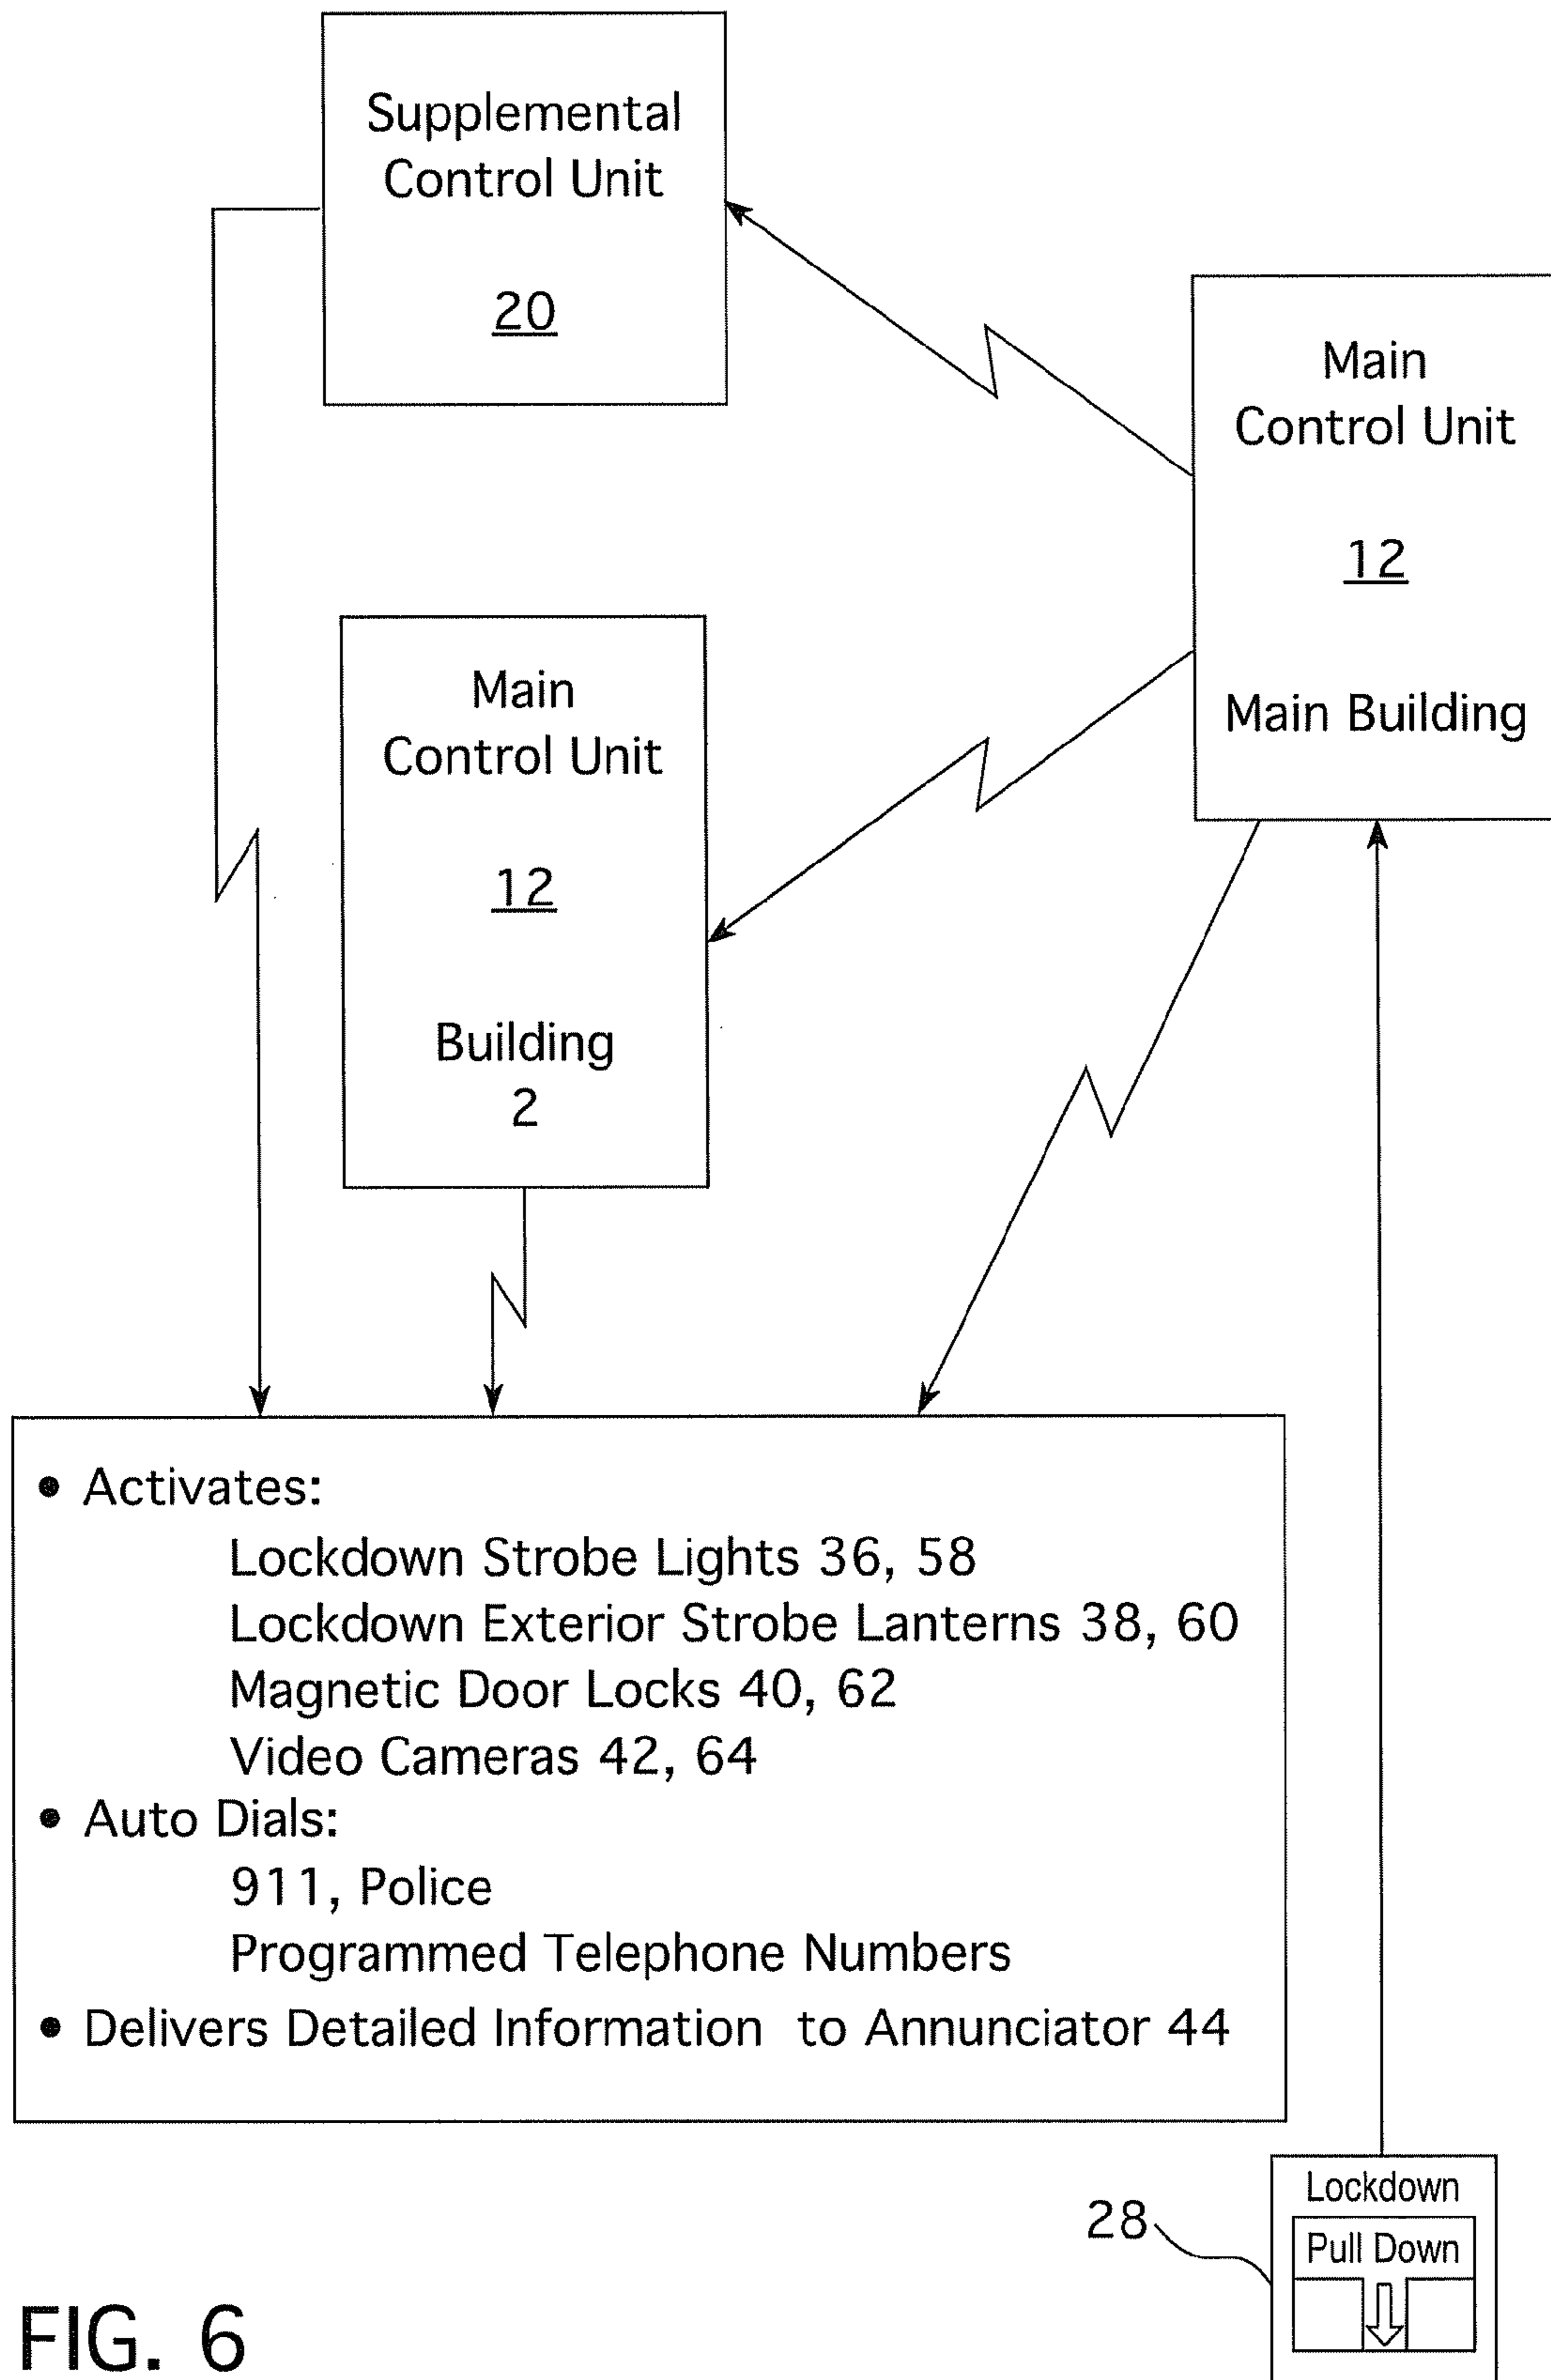 Supplemental
Control Unit
20
Main
Control Unit
12
Main Building
Main
Control Unit
12
Building
2
• Activates:
Lockdown Strobe Lights 36, 58
Lockdown Exterior Strobe Lanterns 38, 60
Magnetic Door Locks 40, 62
Video Cameras 42, 64
• Auto Dials:
911, Police
Programmed Telephone Numbers
• Delivers Detailed Information to Annunciator 44
28
Lockdown
Pull Down
FIG. 6